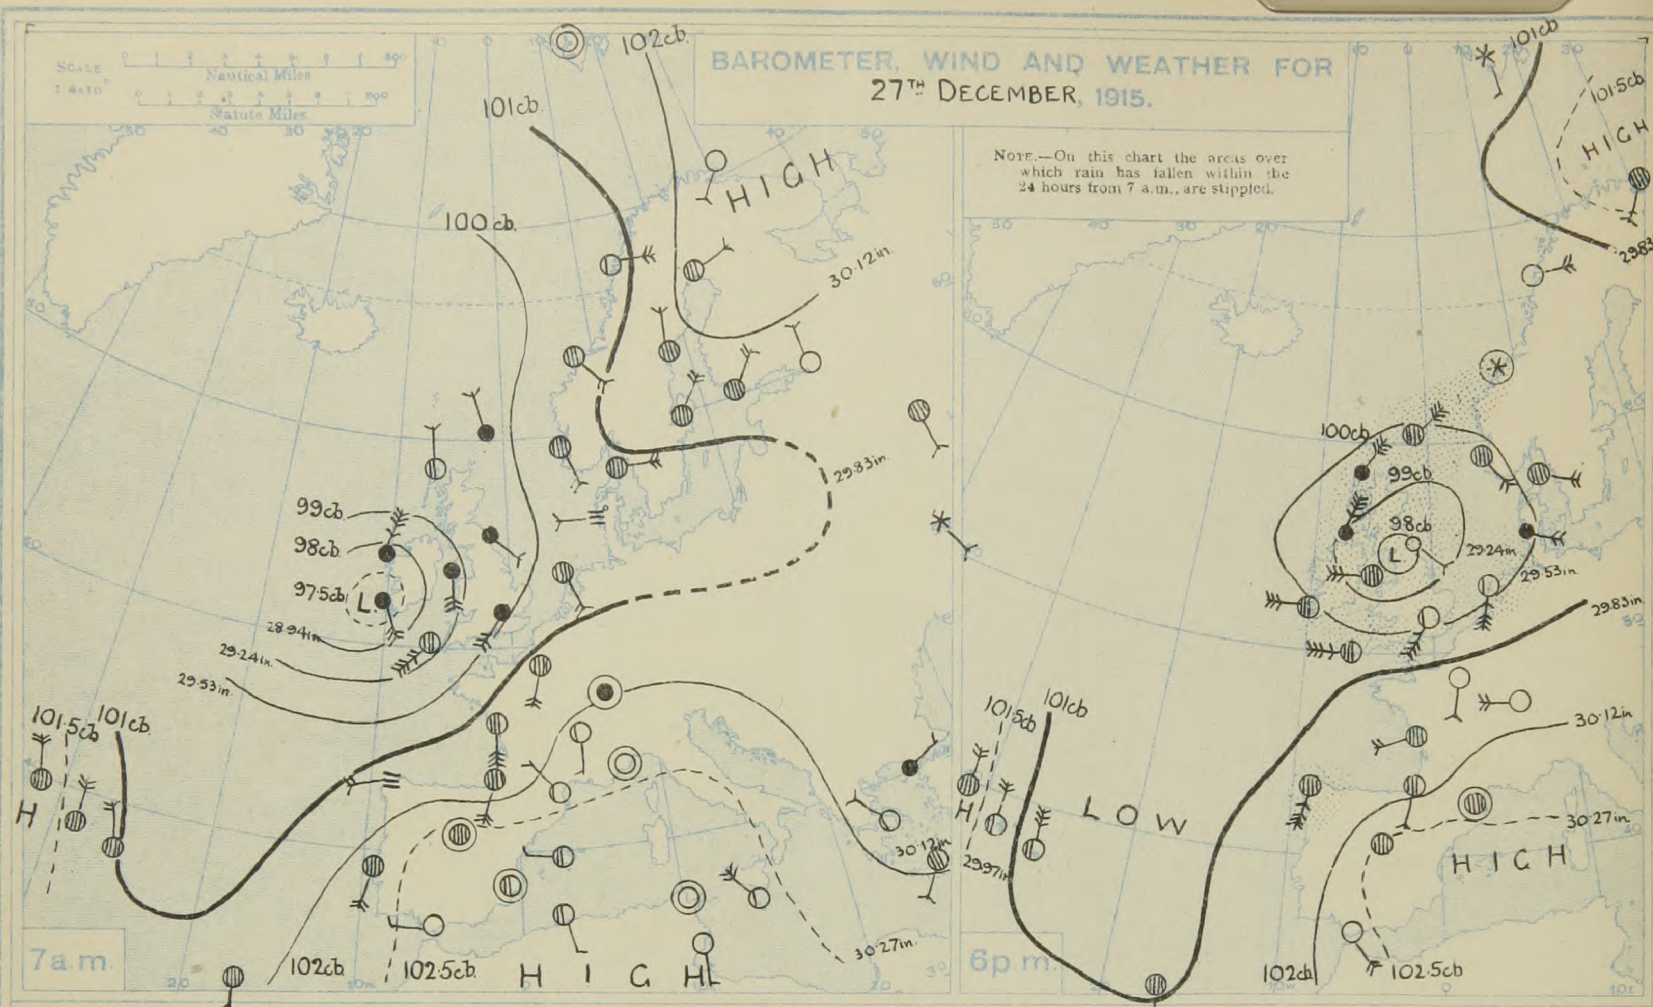 BAROMETER, WIND AND WEATHER FOR
27TH DECEMBER, 1915.
SCALE
Nautical Miles
Statute Miles
NOTE.—On this chart the areas over
which rain has fallen within the
24 hours from 7 a.m., are stippled.
102cb.
101cb.
HIGH
100cb.
30·12in.
29·83in.
99cb
98cb.
97·5cb
L
28·94in.
29·24in.
29·53in.
101·5cb
101cb.
H
30·12in
29·97in
30·27in.
102cb.
102·5cb.
HIGH
7a.m.
101cb
101·5cb
HIGH
29·83
100cb
99cb
98cb
L
29·24in
29·53in.
29·83in.
101·5cb
101cb
30·12in
H
LOW
30·27in
HIGH
102cb
102·5cb
6p.m.